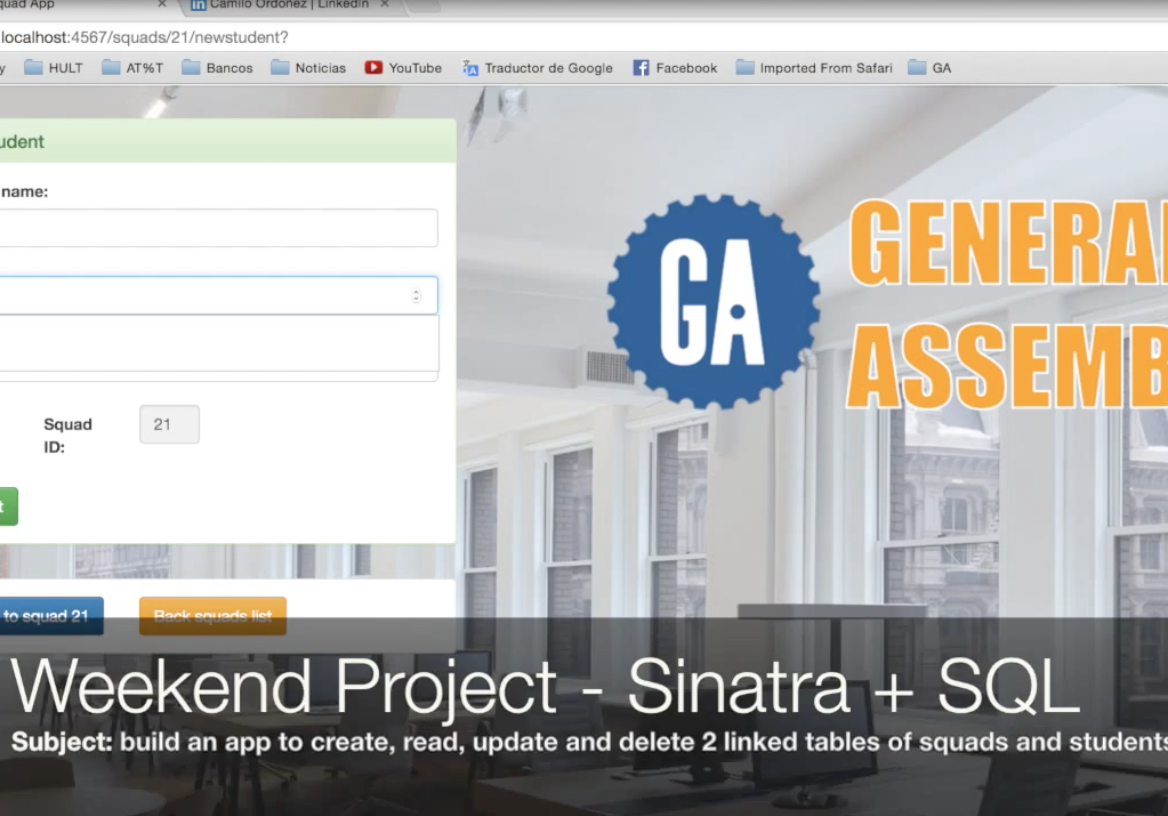 quad App × Camilo Ordonez | LinkedIn ×
localhost:4567/squads/21/newstudent?
y HULT AT%T Bancos Noticias YouTube Traductor de Google Facebook Imported From Safari GA
udent
name:
GA GENERAL
ASSEMB
Squad 21
ID:
t
to squad 21 Back squads list
Weekend Project - Sinatra + SQL
Subject: build an app to create, read, update and delete 2 linked tables of squads and students